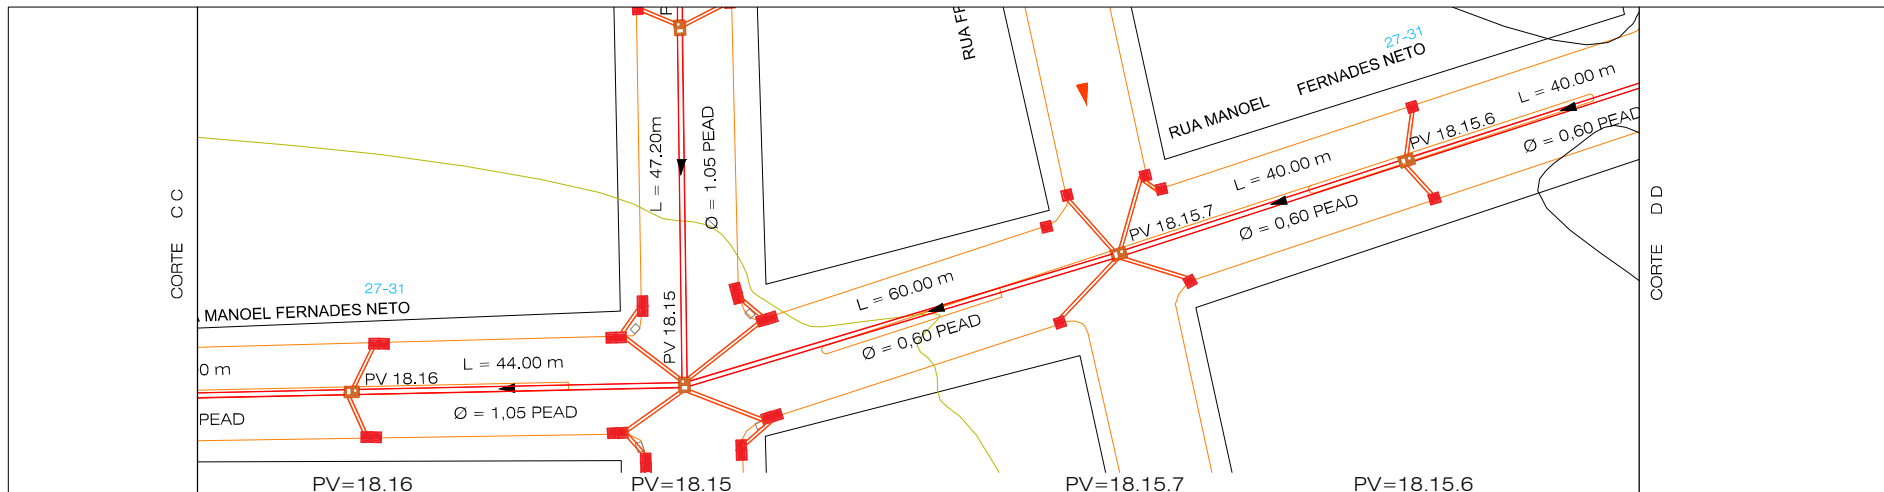 CORTE C C
27-31
A MANOEL FERNADES NETO
0 m
PEAD
PV 18.16
L = 44.00 m
Ø = 1,05 PEAD
L = 47.20m
Ø = 1.05 PEAD
PV 18.15
RUA
L = 60.00 m
Ø = 0,60 PEAD
PV 18.15.7
L = 40.00 m
Ø = 0,60 PEAD
27-31
RUA MANOEL FERNADES NETO
PV 18.15.6
L = 40.00 m
Ø = 0,60 PEAD
CORTE D D
PV=18.16
PV=18.15
PV=18.15.7
PV=18.15.6